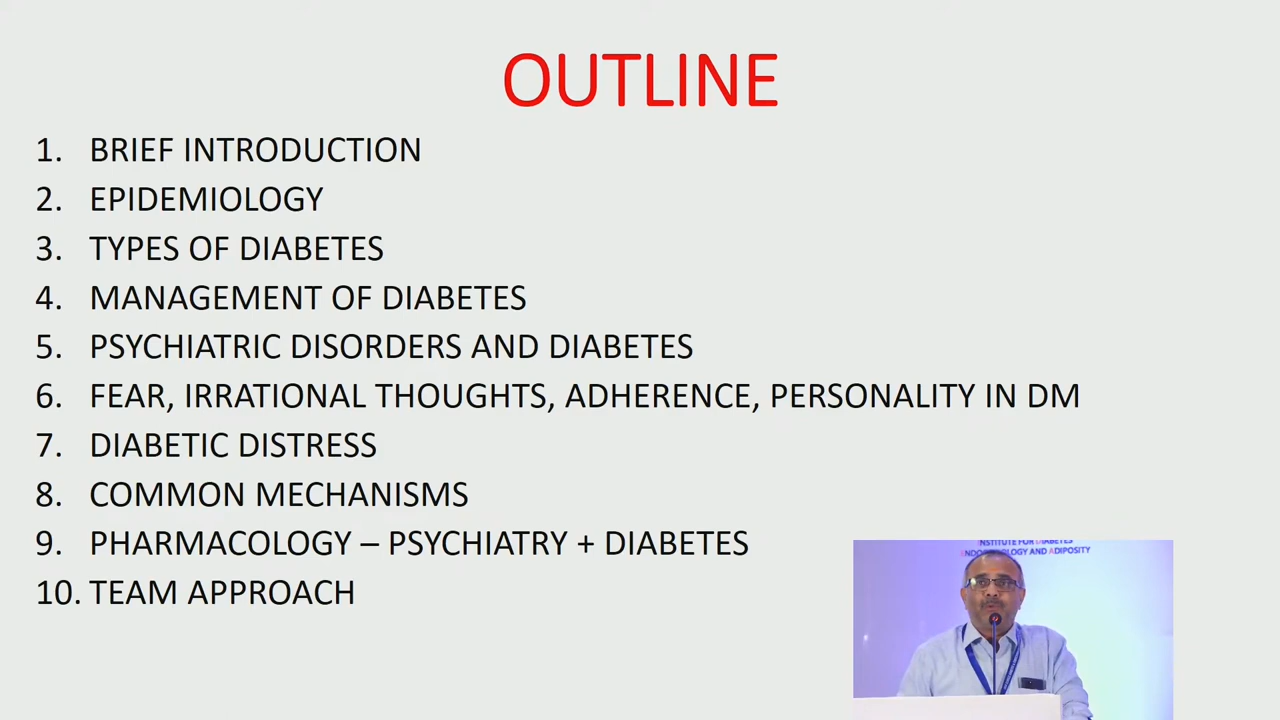 OUTLINE
1. BRIEF INTRODUCTION
2. EPIDEMIOLOGY
3. TYPES OF DIABETES
4. MANAGEMENT OF DIABETES
5. PSYCHIATRIC DISORDERS AND DIABETES
6. FEAR, IRRATIONAL THOUGHTS, ADHERENCE, PERSONALITY IN DM
7. DIABETIC DISTRESS
8. COMMON MECHANISMS
9. PHARMACOLOGY – PSYCHIATRY + DIABETES
10. TEAM APPROACH
INSTITUTE FOR DIABETES
ENDOCRINOLOGY AND ADIPOSITY